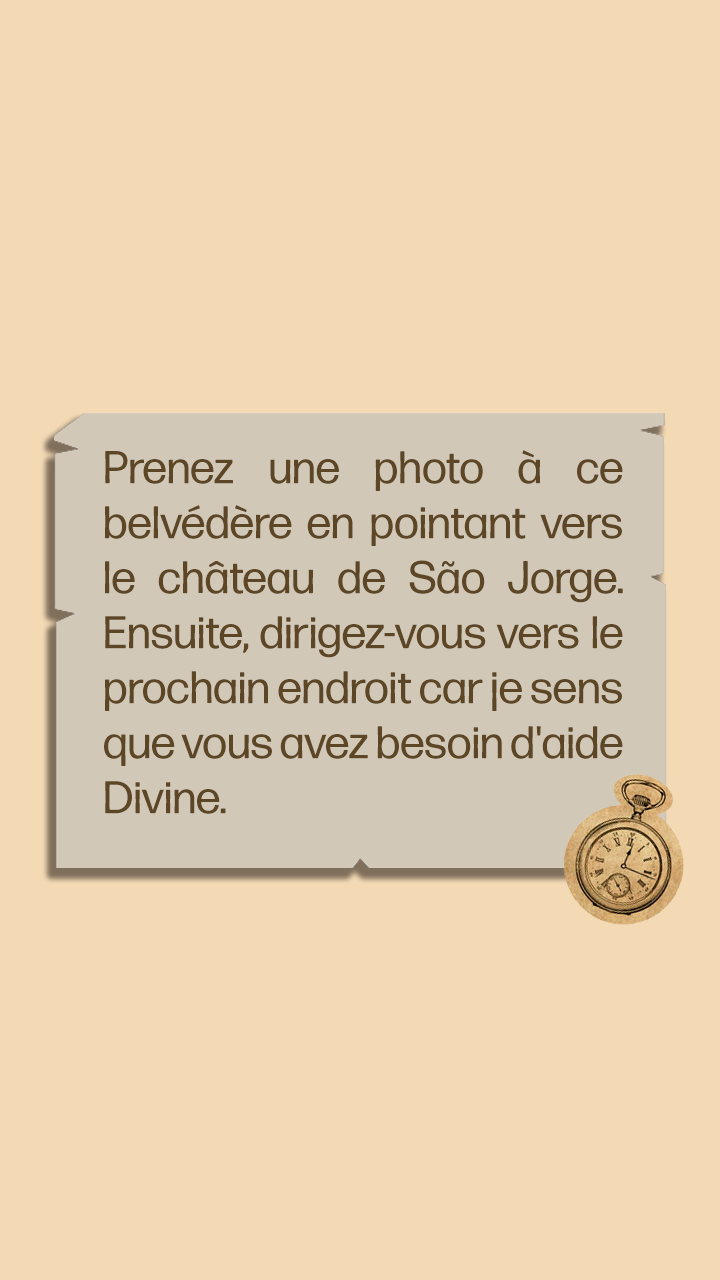 Prenez une photo à ce
belvédère en pointant vers
le château de São Jorge.
Ensuite, dirigez-vous vers le
prochain endroit car je sens
que vous avez besoin d'aide
Divine.